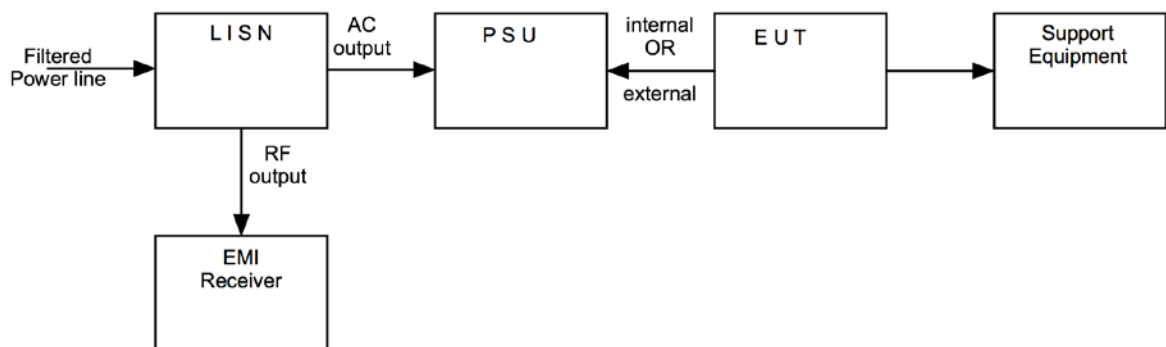 Filtered
Power line
L I S N
AC
output
P S U
internal
OR
external
E U T
Support
Equipment
RF
output
EMI
Receiver